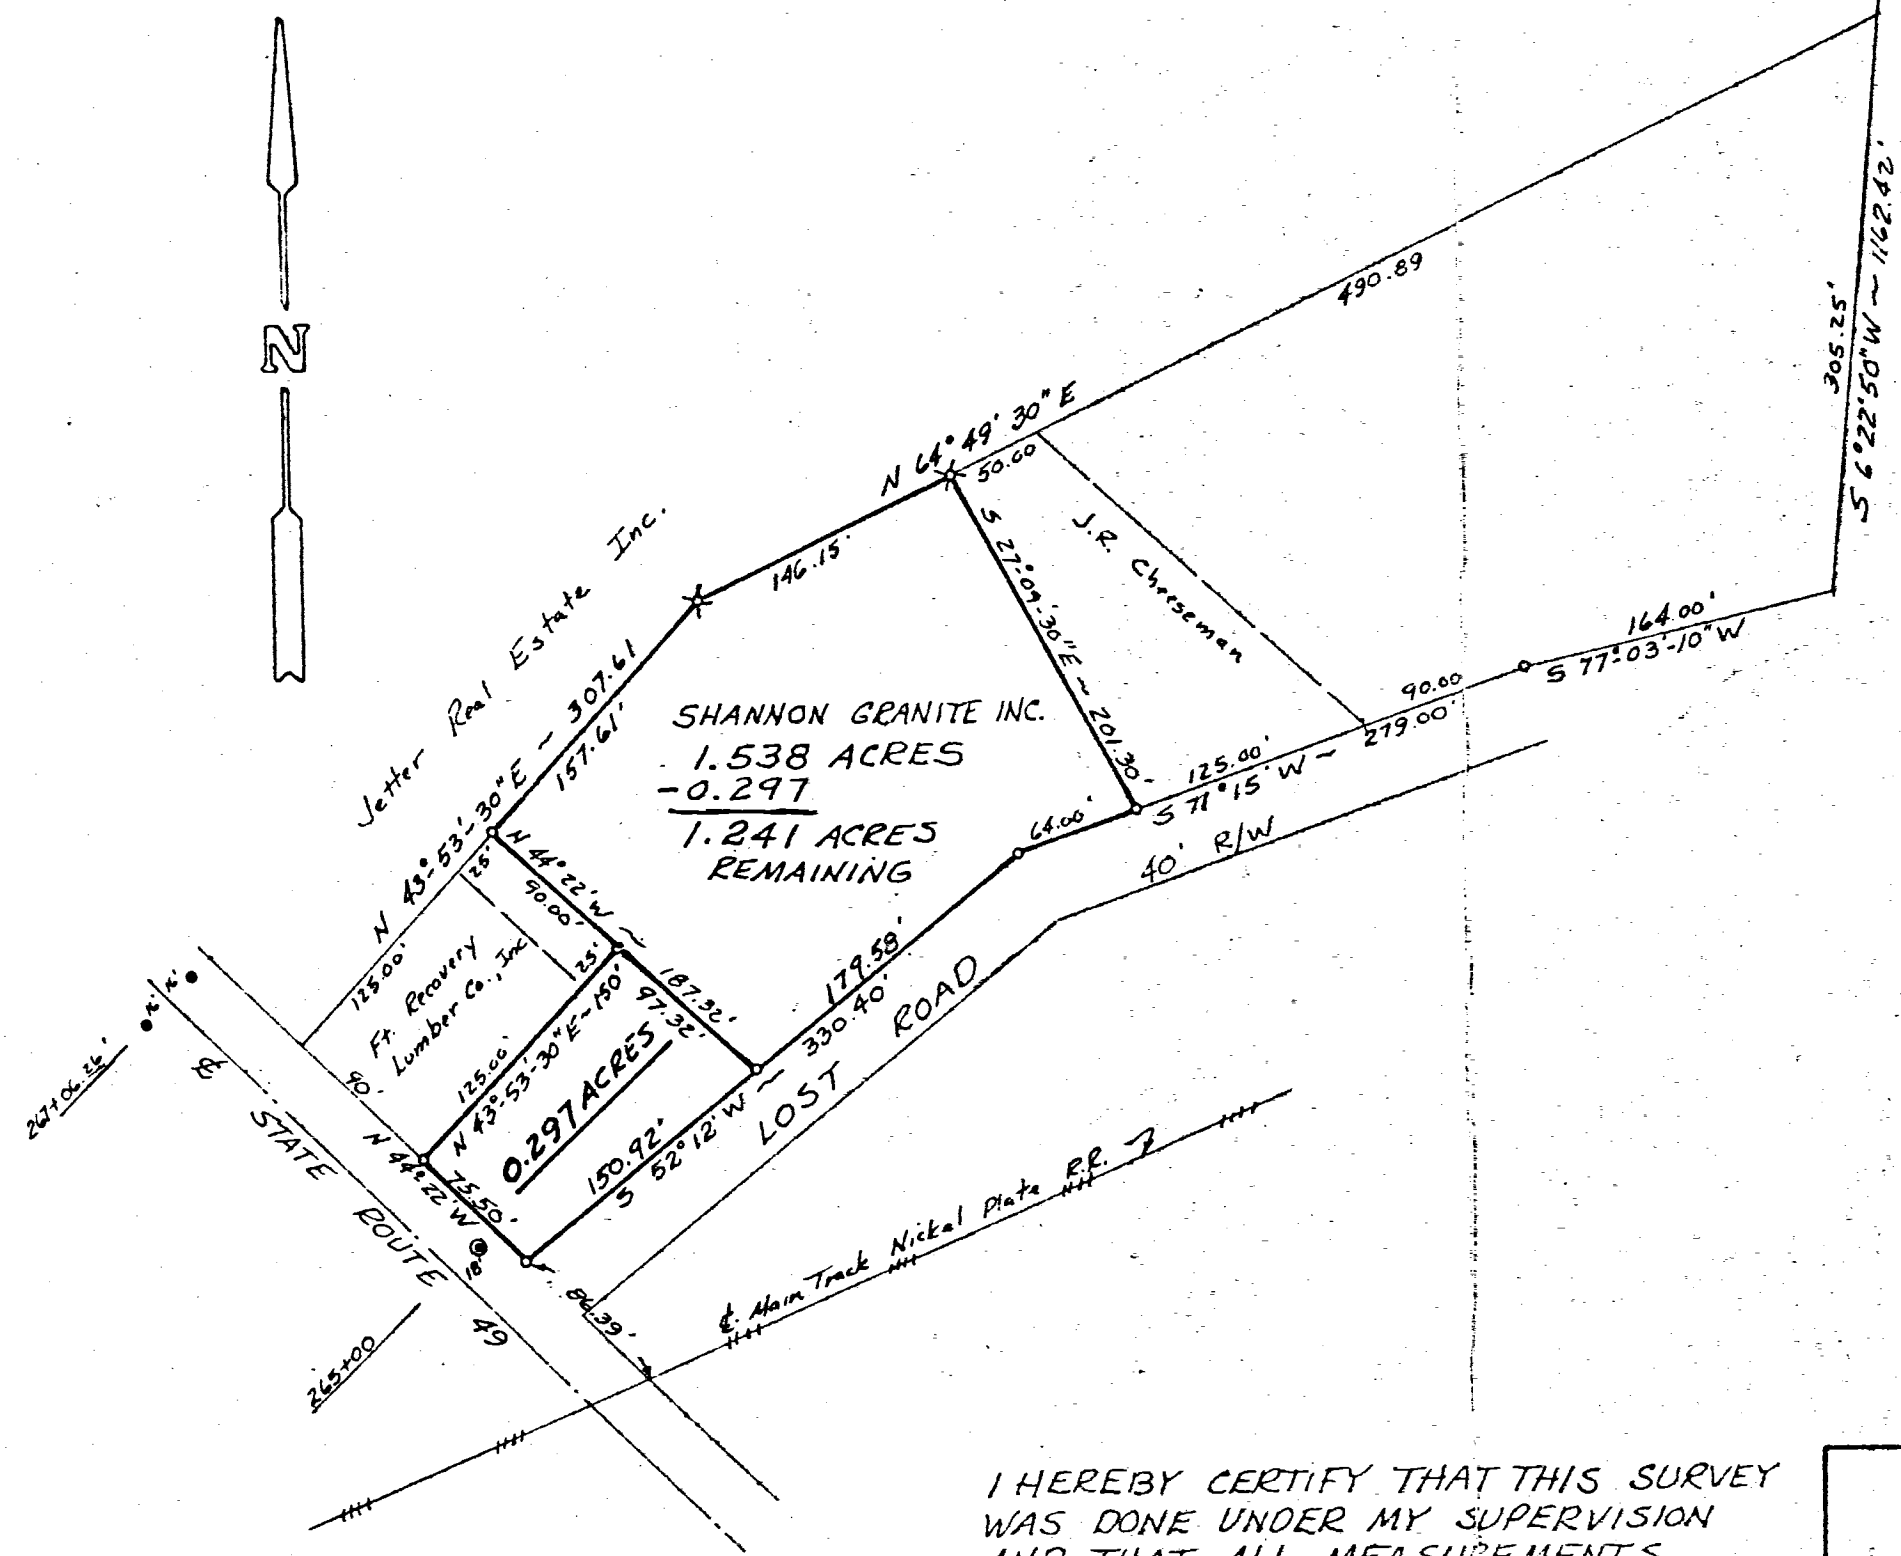 N
N 64° 49' 30" E
50.00
490.89
305.25'
S 6°22'50"W ~ 1162.42'
146.15'
S 27°-09'-30"E ~ 201.30'
J.R. Cheeseman
164.00'
S 77°-03'-10"W
90.00
279.00'
125.00'
S 71°15' W ~
64.00'
40' R/W
Jetter Real Estate Inc.
N 43°-53'-30"E ~ 307.61
157.61'
SHANNON GRANITE INC.
1.538 ACRES
-0.297
1.241 ACRES
REMAINING
N 44° 22' W ~
90.00'
187.32'
97.32'
25'
25'
125.00'
Ft. Recovery
Lumber Co., Inc
90'
125.00'
N 43°-53'-30"E ~ 150'
0.297 ACRES
179.58'
330.40'
150.92'
S 52°12' W ~
LOST ROAD
N 44°22' W
75.50'
16' 16'
267+06.26'
℄ STATE ROUTE 49
18'
265+00
86.39'
℄ Main Track Nickel Plate R.R.
I HEREBY CERTIFY THAT THIS SURVEY
WAS DONE UNDER MY SUPERVISION
AND THAT ALL MEASUREMENTS